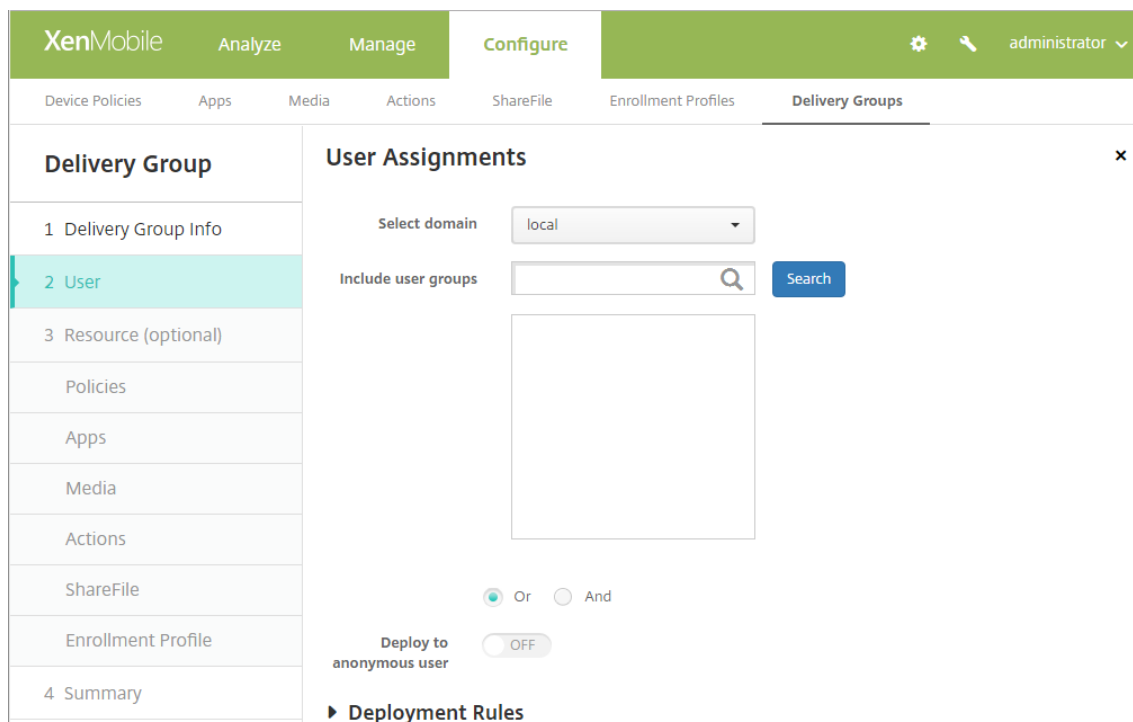 XenMobile Analyze Manage Configure administrator
Device Policies Apps Media Actions ShareFile Enrollment Profiles Delivery Groups
Delivery Group
1 Delivery Group Info
2 User
3 Resource (optional)
Policies
Apps
Media
Actions
ShareFile
Enrollment Profile
4 Summary
User Assignments
Select domain local
Include user groups Search
Or And
Deploy to
anonymous user OFF
Deployment Rules